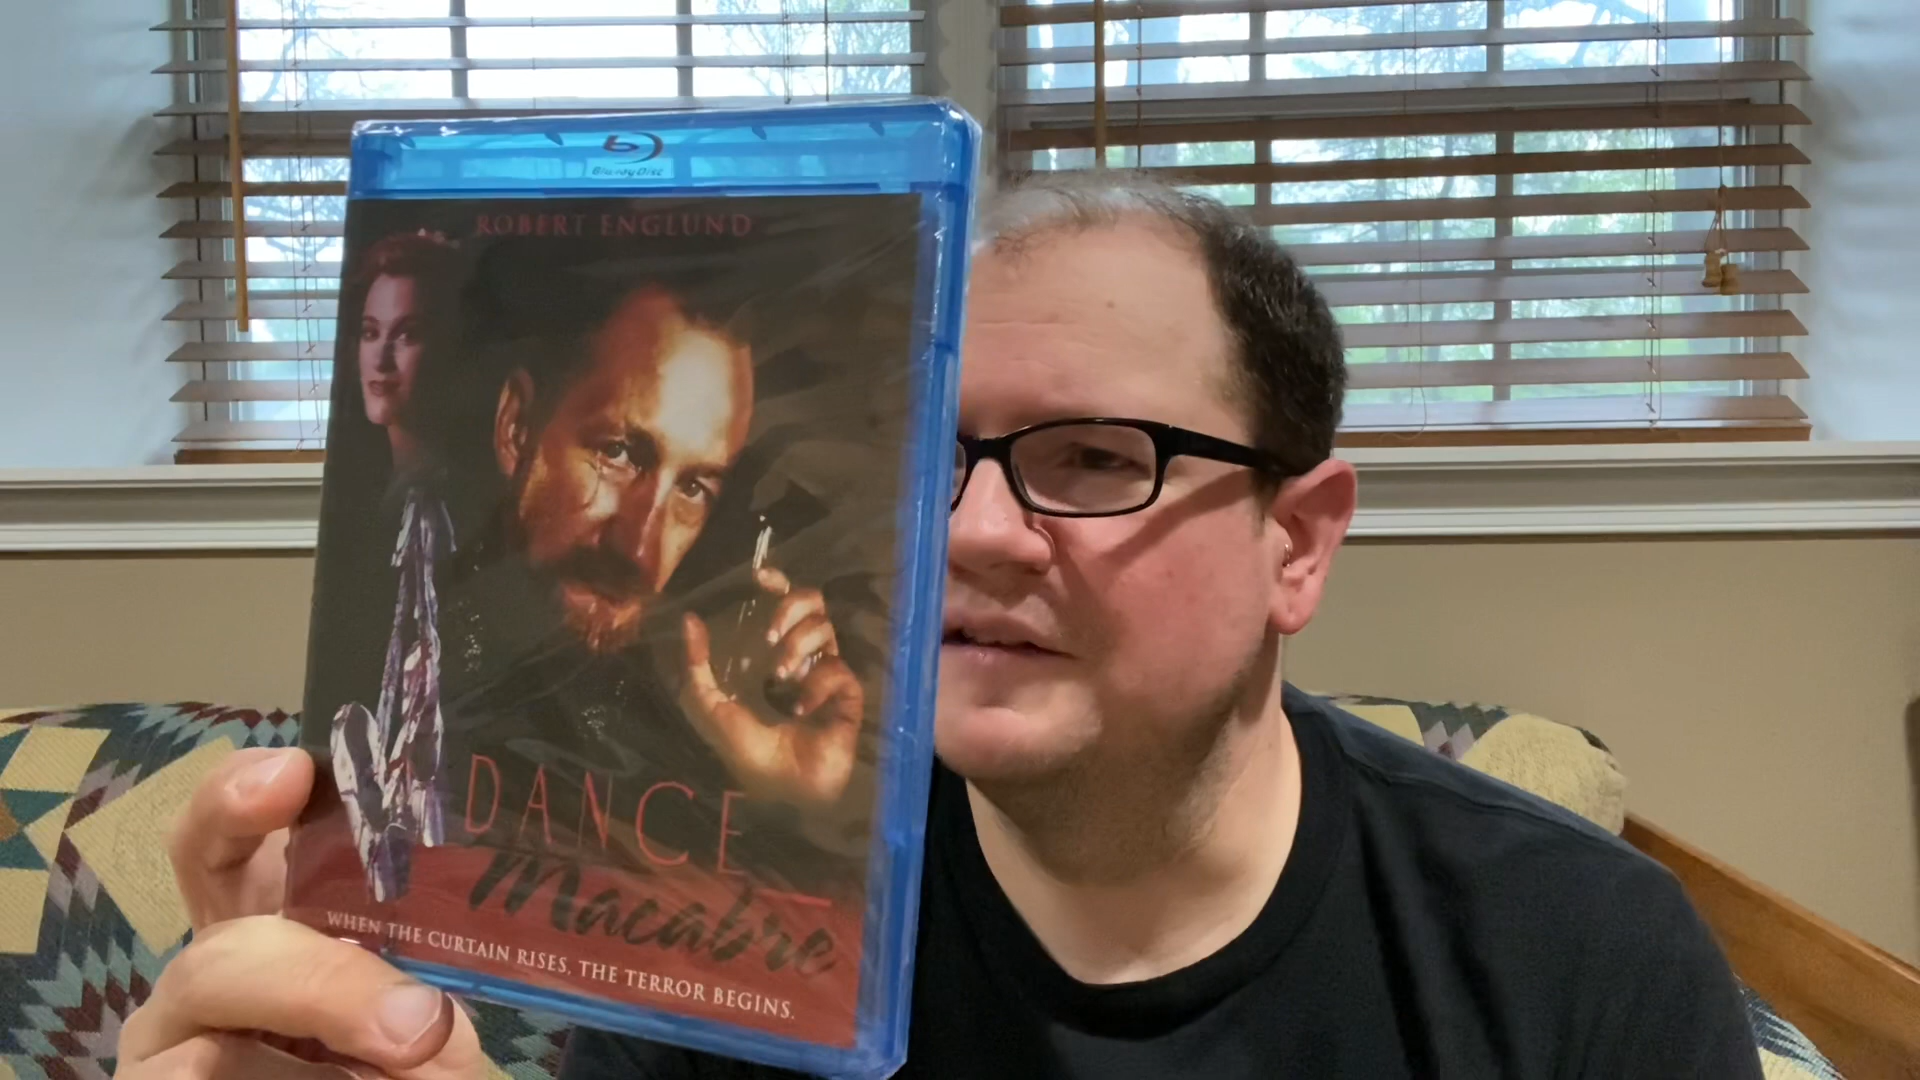 Blu-ray Disc
ROBERT ENGLUND
DANCE
Macabre
WHEN THE CURTAIN RISES, THE TERROR BEGINS.